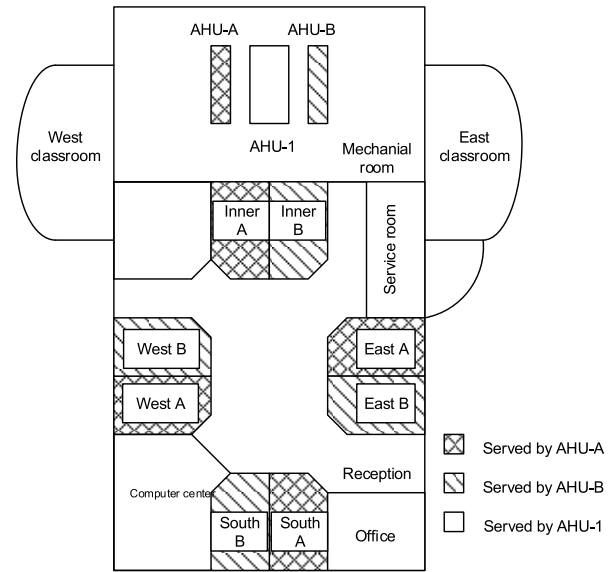 AHU-A
AHU-B
AHU-1
West
classroom
Mechanial
room
East
classroom
Inner
A
Inner
B
Service room
West B
East A
West A
East B
Served by AHU-A
Reception
Served by AHU-B
Computer center
South
B
South
A
Office
Served by AHU-1